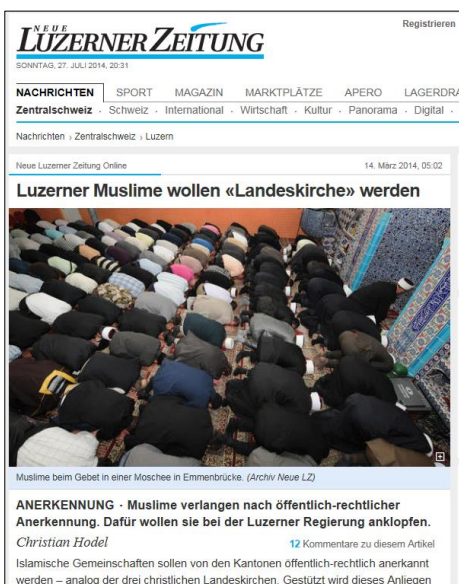 NEUE
LUZERNER ZEITUNG
SONNTAG, 27. JULI 2014, 20:31
Registrieren
NACHRICHTEN SPORT MAGAZIN MARKTPLÄTZE APERO LAGERDRA
Zentralschweiz · Schweiz · International · Wirtschaft · Kultur · Panorama · Digital ·
Nachrichten › Zentralschweiz › Luzern
Neue Luzerner Zeitung Online 14. März 2014, 05:02
Luzerner Muslime wollen «Landeskirche» werden
Muslime beim Gebet in einer Moschee in Emmenbrücke. (Archiv Neue LZ)
ANERKENNUNG · Muslime verlangen nach öffentlich-rechtlicher
Anerkennung. Dafür wollen sie bei der Luzerner Regierung anklopfen.
Christian Hodel 12 Kommentare zu diesem Artikel
Islamische Gemeinschaften sollen von den Kantonen öffentlich-rechtlich anerkannt
werden – analog der drei christlichen Landeskirchen. Gestützt wird dieses Anliegen